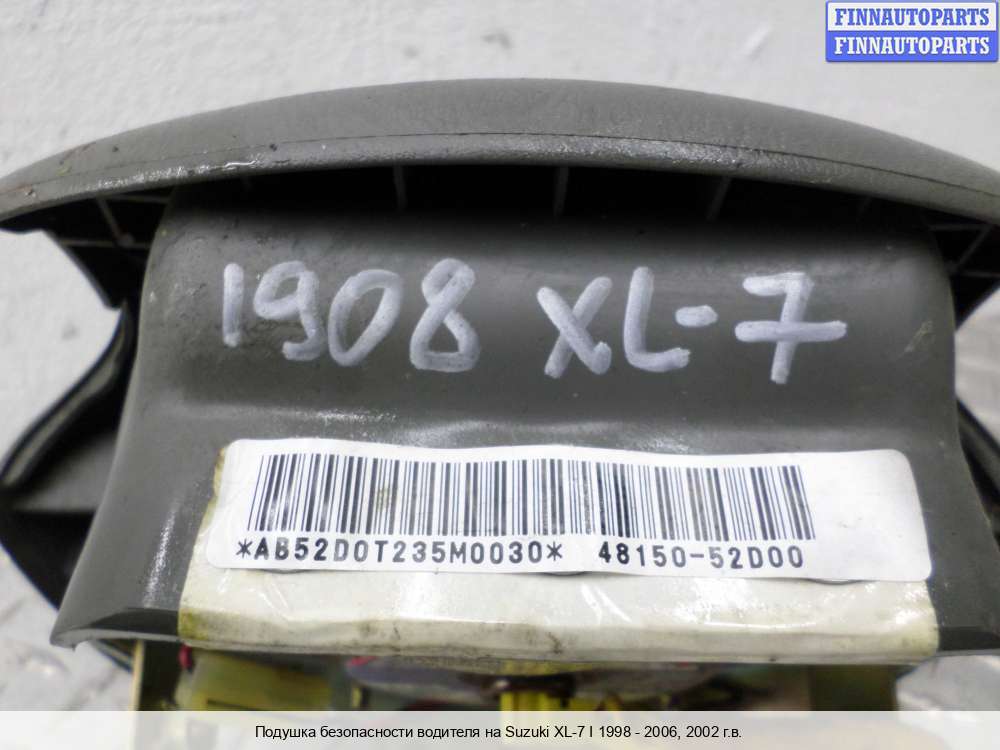 FINNAUTOPARTS
FINNAUTOPARTS
1908 XL-7
*AB52D0T235M0030* 48150-52D00
Подушка безопасности водителя на Suzuki XL-7 I 1998 - 2006, 2002 г.в.